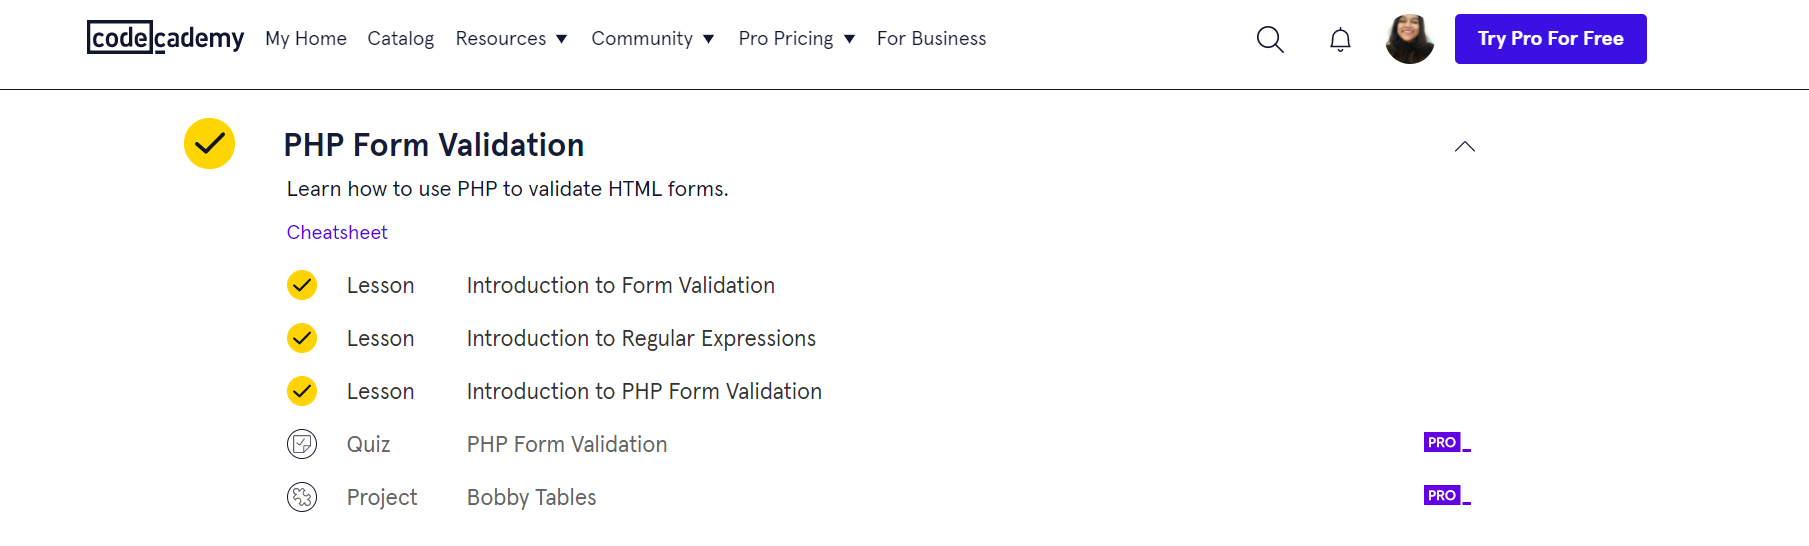 codecademy My Home Catalog Resources Community Pro Pricing For Business Try Pro For Free
PHP Form Validation
Learn how to use PHP to validate HTML forms.
Cheatsheet
Lesson Introduction to Form Validation
Lesson Introduction to Regular Expressions
Lesson Introduction to PHP Form Validation
Quiz PHP Form Validation PRO
Project Bobby Tables PRO